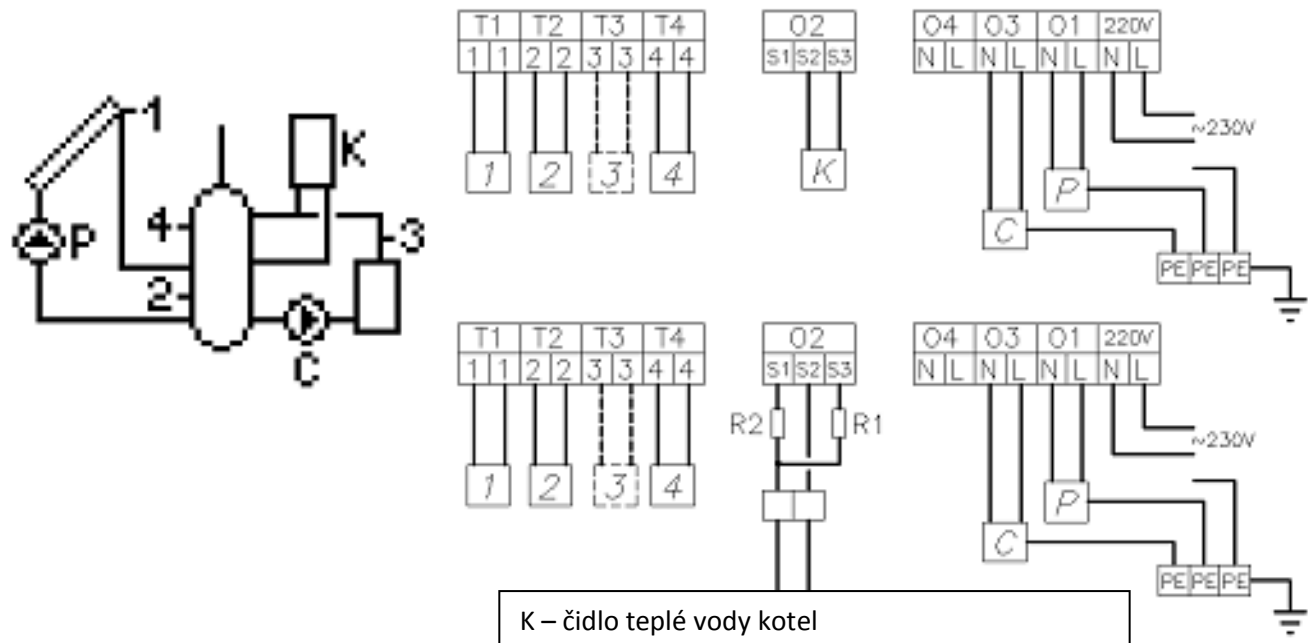 T1 T2 T3 T4
1 1 2 2 3 3 4 4
1 2 3 4
O2
S1 S2 S3
K
O4 O3 O1 220V
N L N L N L N L
~230V
P
C
PE PE PE
1
K
4
P
3
2
C
T1 T2 T3 T4
1 1 2 2 3 3 4 4
1 2 3 4
O2
S1 S2 S3
R2 R1
O4 O3 O1 220V
N L N L N L N L
~230V
P
C
PE PE PE
K – čidlo teplé vody kotel